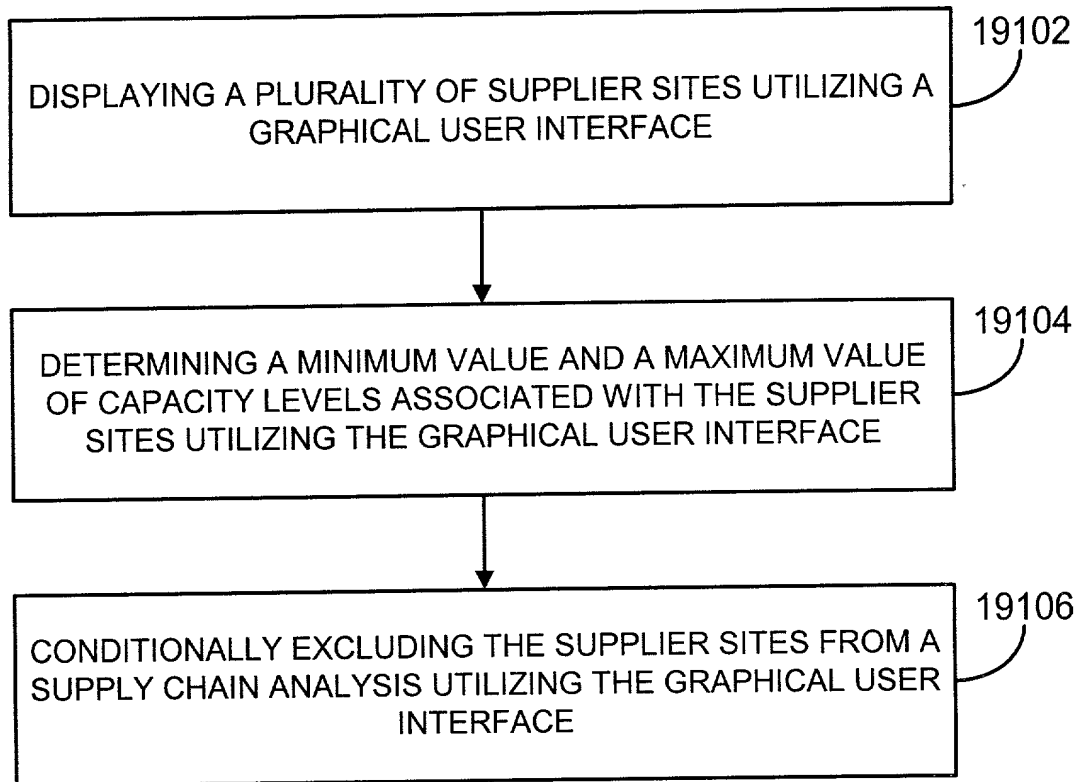 19102
DISPLAYING A PLURALITY OF SUPPLIER SITES UTILIZING A
GRAPHICAL USER INTERFACE
19104
DETERMINING A MINIMUM VALUE AND A MAXIMUM VALUE
OF CAPACITY LEVELS ASSOCIATED WITH THE SUPPLIER
SITES UTILIZING THE GRAPHICAL USER INTERFACE
19106
CONDITIONALLY EXCLUDING THE SUPPLIER SITES FROM A
SUPPLY CHAIN ANALYSIS UTILIZING THE GRAPHICAL USER
INTERFACE